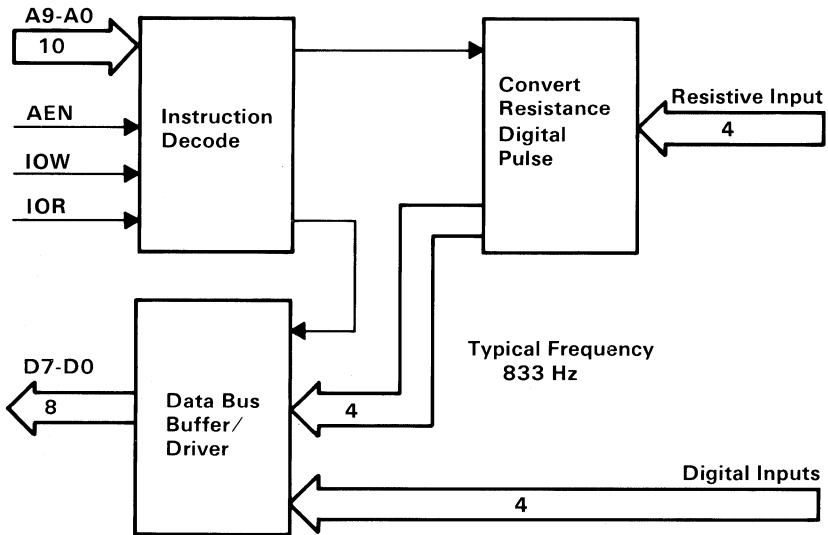 A9-A0
10
AEN
IOW
IOR
Instruction
Decode
Convert
Resistance
Digital
Pulse
Resistive Input
4
D7-D0
8
Data Bus
Buffer/
Driver
4
Typical Frequency
833 Hz
Digital Inputs
4